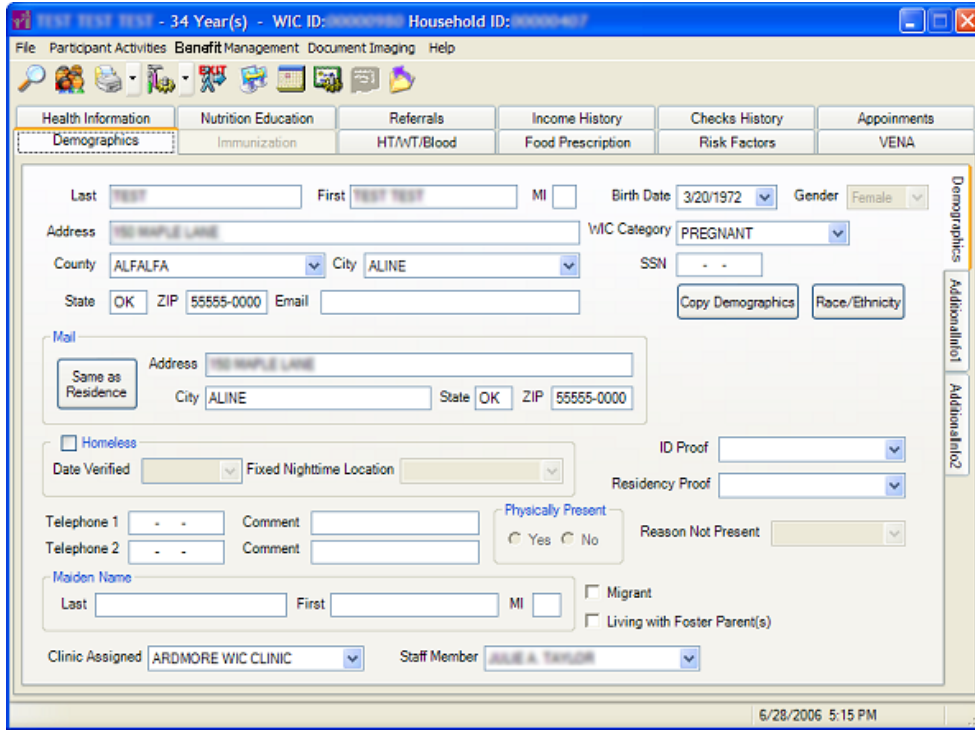 - 34 Year(s) - WIC ID: Household ID:
File Participant Activities Benefit Management Document Imaging Help
EXIT
Health Information Nutrition Education Referrals Income History Checks History Appoinments
Demographics Immunization HT/WT/Blood Food Prescription Risk Factors VENA
Last First MI Birth Date 3/20/1972 Gender Female
Address WIC Category PREGNANT
County ALFALFA City ALINE SSN - -
State OK ZIP 55555-0000 Email Copy Demographics Race/Ethnicity
Mail
Same as Residence
Address
City ALINE State OK ZIP 55555-0000
Homeless
Date Verified Fixed Nighttime Location
ID Proof
Residency Proof
Telephone 1 - - Comment
Telephone 2 - - Comment
Physically Present
Yes No
Reason Not Present
Maiden Name
Last First MI
Migrant
Living with Foster Parent(s)
Clinic Assigned ARDMORE WIC CLINIC Staff Member
Demographics
AdditionalInfo1
AdditionalInfo2
6/28/2006 5:15 PM